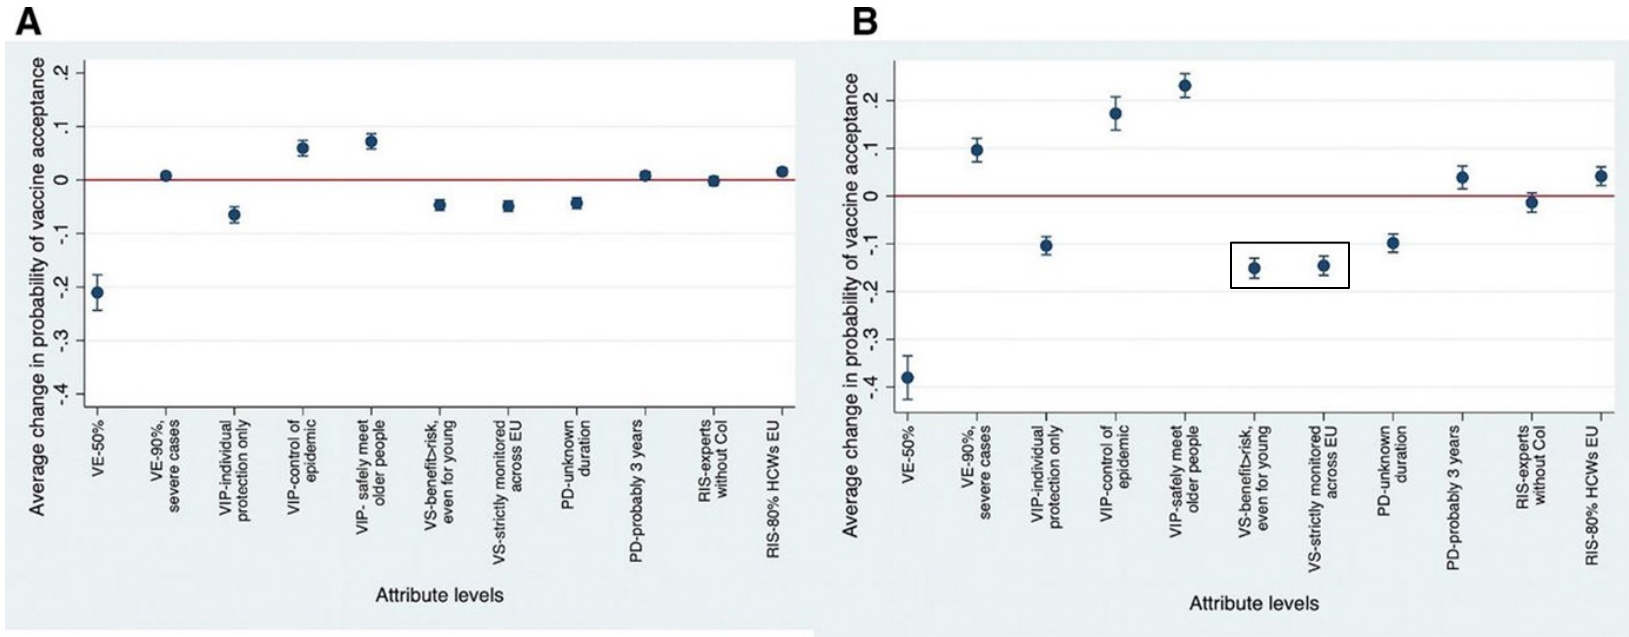 A
Average change in probability of vaccine acceptance
.2
.1
0
-.1
-.2
-.3
-.4
VE-50%
VE-90%,
severe cases
VIP-individual
protection only
VIP-control of
epidemic
VIP- safely meet
older people
VS-benefit>risk,
even for young
VS-strictly monitored
across EU
PD-unknown
duration
PD-probably 3 years
RIS-experts
without CoI
RIS-80% HCWs EU
Attribute levels
B
Average change in probability of vaccine acceptance
.2
.1
0
-.1
-.2
-.3
-.4
VE-50%
VE-90%,
severe cases
VIP-individual
protection only
VIP-control of
epidemic
VIP-safely meet
older people
VS-benefit>risk,
even for young
VS-strictly monitored
across EU
PD-unknown
duration
PD-probably 3 years
RIS-experts
without CoI
RIS-80% HCWs EU
Attribute levels